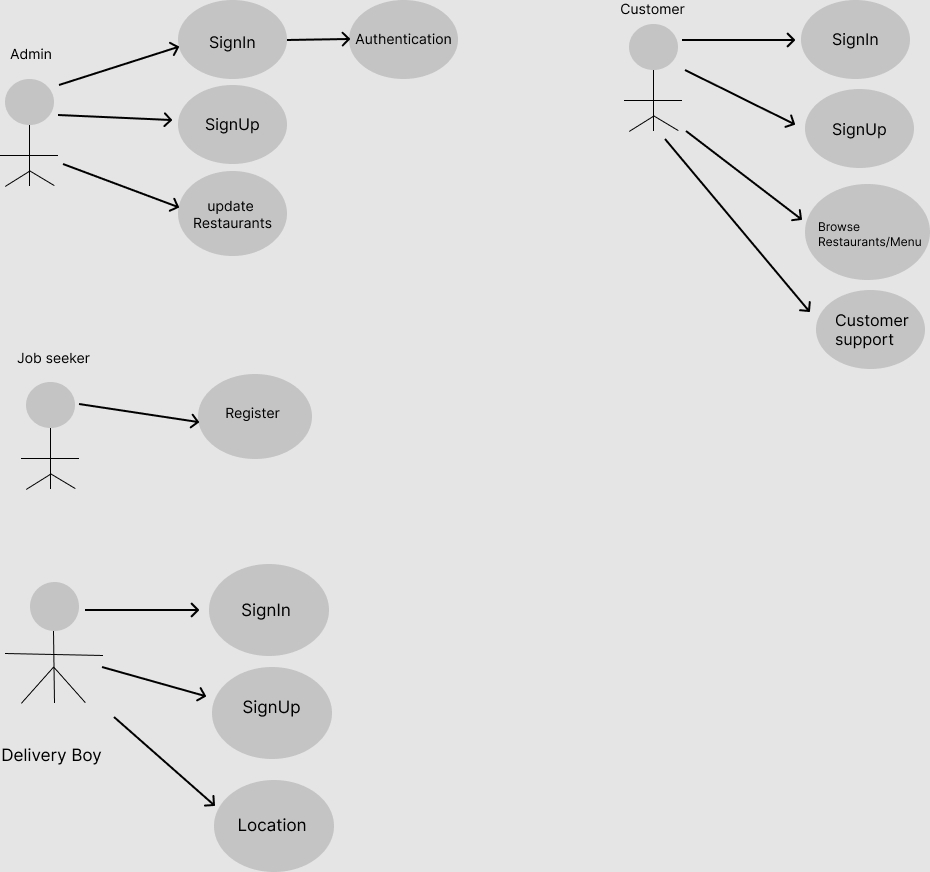 Admin
SignIn
Authentication
SignUp
update
Restaurants
Customer
SignIn
SignUp
Browse
Restaurants/Menu
Customer
support
Job seeker
Register
SignIn
SignUp
Delivery Boy
Location